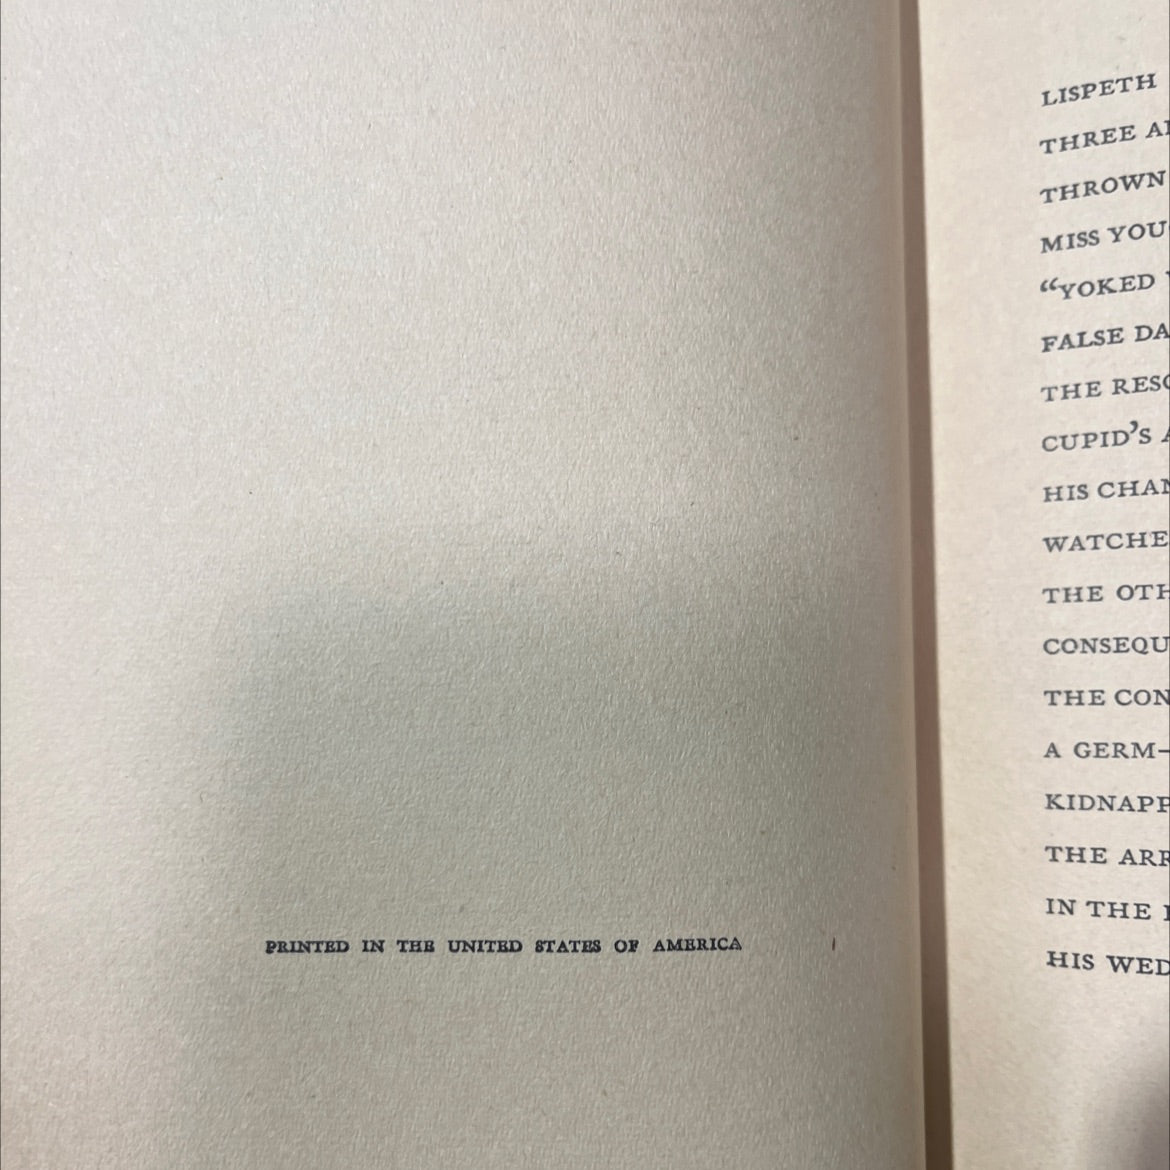 PRINTED IN THE UNITED STATES OF AMERICA
LISPETH
THREE A
THROWN
MISS YOU
“YOKED
FALSE DA
THE RES
CUPID’S
HIS CHA
WATCHE
THE OTH
CONSEQU
THE CON
A GERM—
KIDNAPP
THE ARR
IN THE
HIS WED